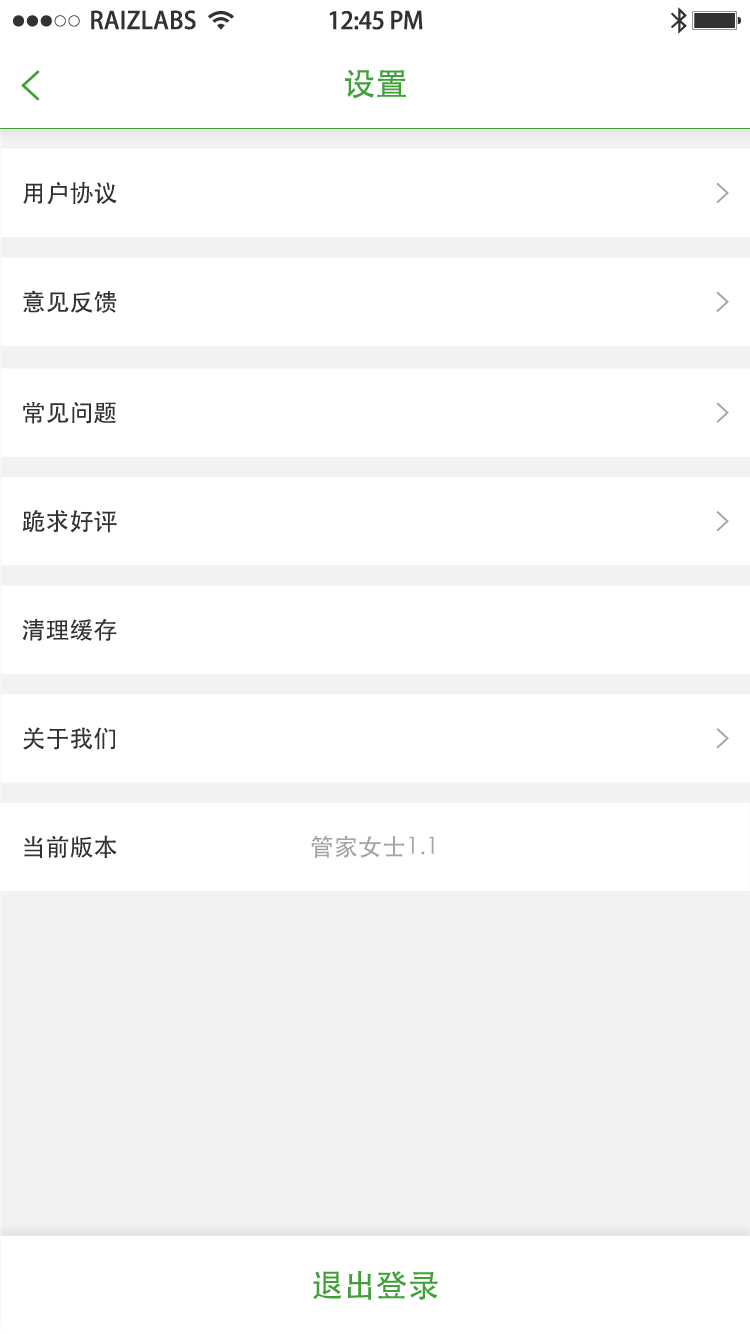 RAIZLABS 12:45 PM
设置
用户协议
意见反馈
常见问题
跪求好评
清理缓存
关于我们
当前版本 管家女士1.1
退出登录